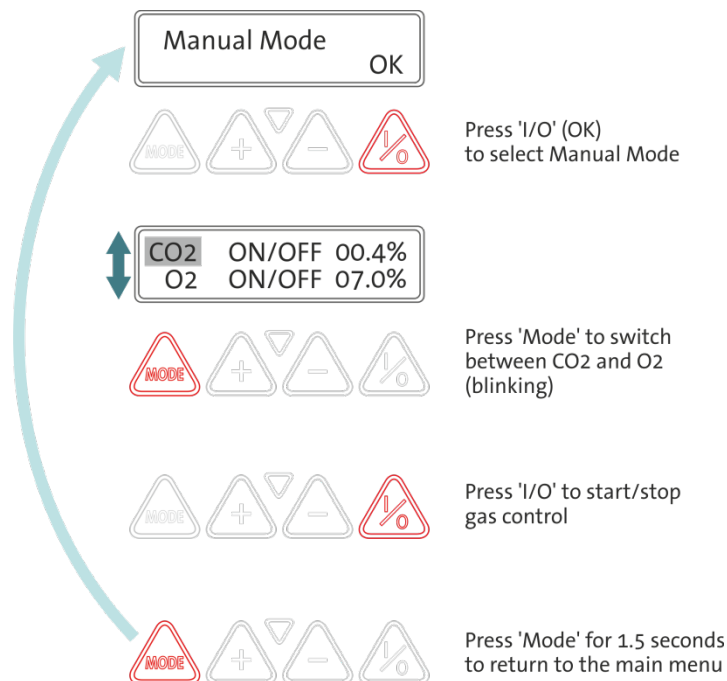 Manual Mode
OK
MODE + − I/O
Press 'I/O' (OK)
to select Manual Mode
CO2 ON/OFF 00.4%
O2 ON/OFF 07.0%
MODE + − I/O
Press 'Mode' to switch
between CO2 and O2
(blinking)
MODE + − I/O
Press 'I/O' to start/stop
gas control
MODE + − I/O
Press 'Mode' for 1.5 seconds
to return to the main menu